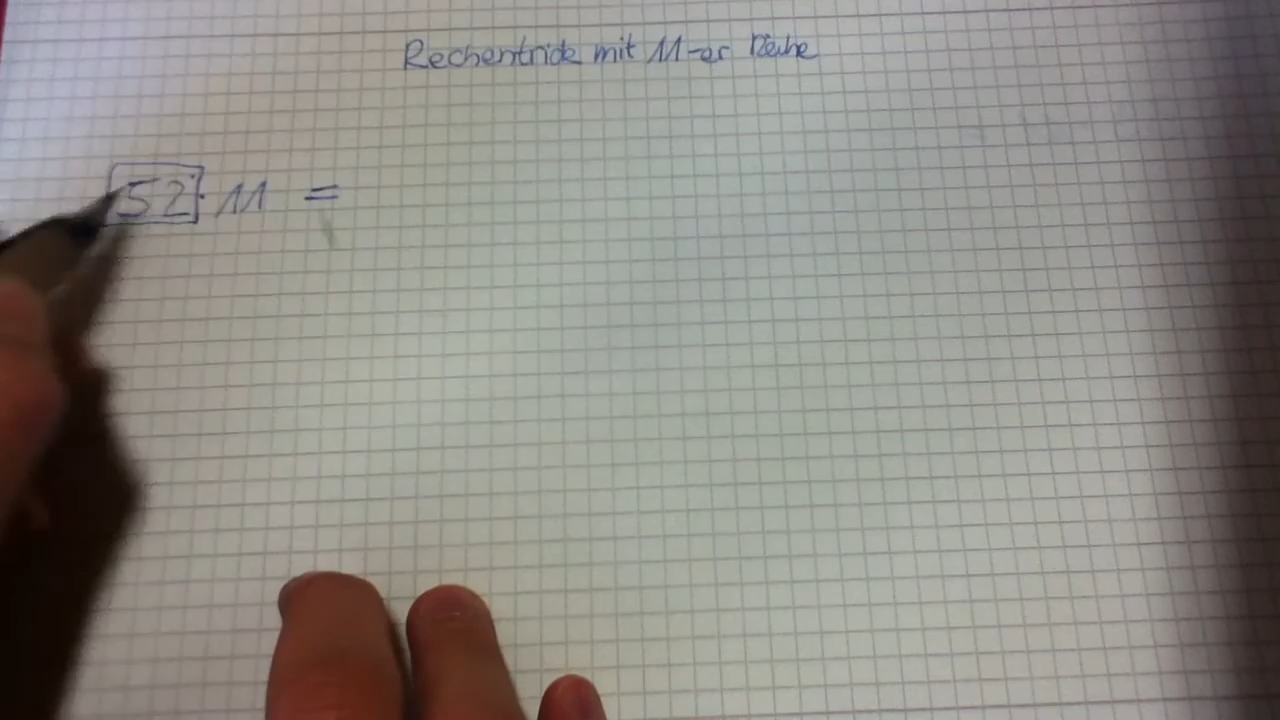 Rechentrick mit 11-er Reihe
52 · 11 =